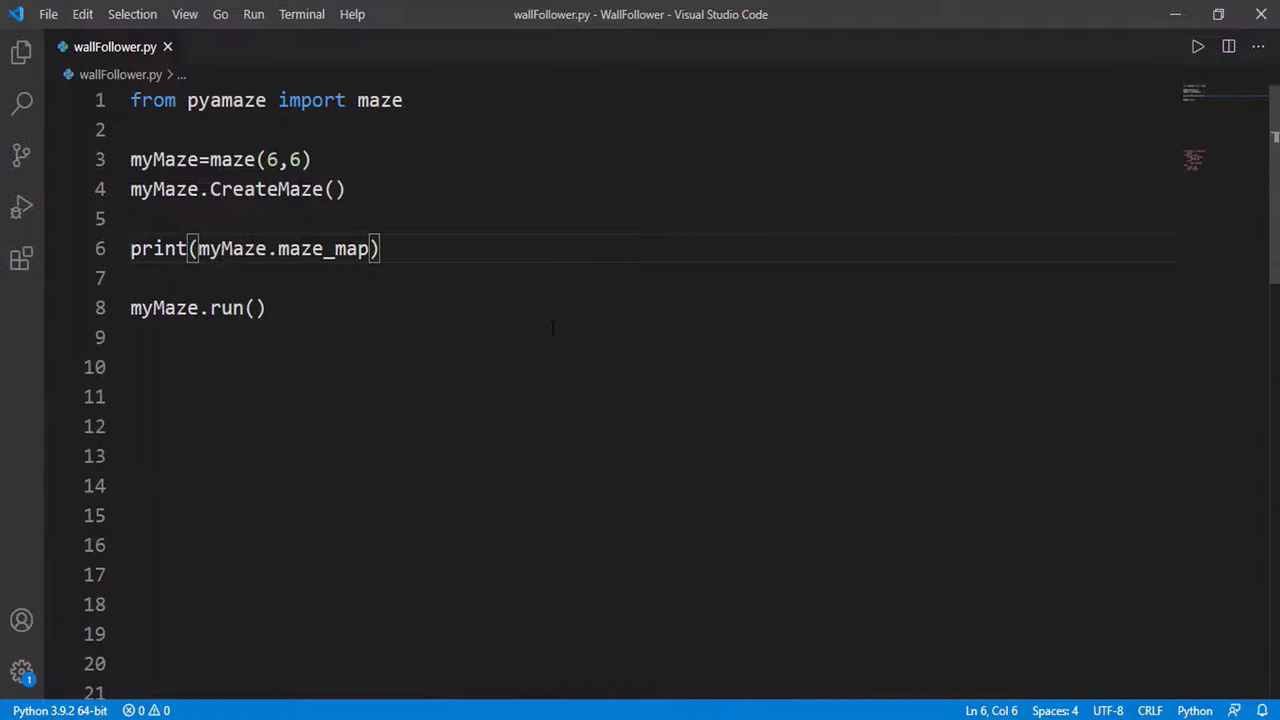 File Edit Selection View Go Run Terminal Help wallFollower.py - WallFollower - Visual Studio Code
wallFollower.py
wallFollower.py > ...
1 from pyamaze import maze
2
3 myMaze=maze(6,6)
4 myMaze.CreateMaze()
5
6 print(myMaze.maze_map)
7
8 myMaze.run()
9
10
11
12
13
14
15
16
17
18
19
20
21
1
Python 3.9.2 64-bit 0 0 Ln 6, Col 6 Spaces: 4 UTF-8 CRLF Python